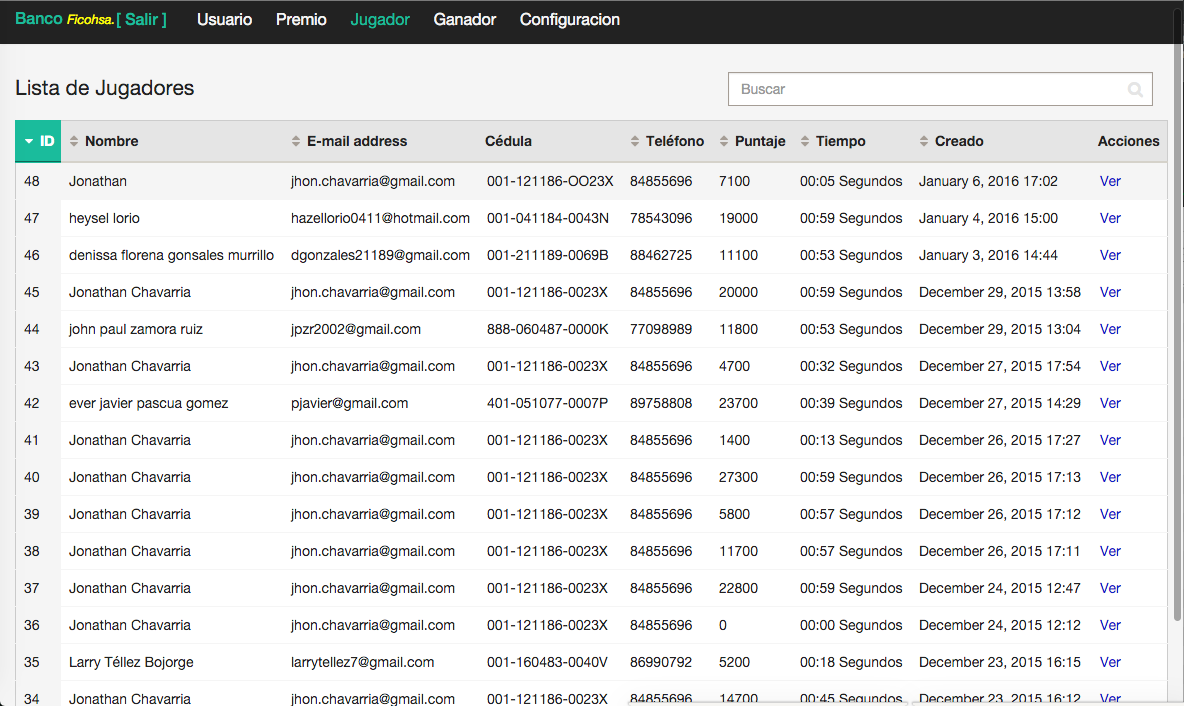 Banco Ficohsa. [ Salir ] Usuario Premio Jugador Ganador Configuracion
Lista de Jugadores Buscar
ID Nombre E-mail address Cédula Teléfono Puntaje Tiempo Creado Acciones
48 Jonathan jhon.chavarria@gmail.com 001-121186-OO23X 84855696 7100 00:05 Segundos January 6, 2016 17:02 Ver
47 heysel lorio hazellorio0411@hotmail.com 001-041184-0043N 78543096 19000 00:59 Segundos January 4, 2016 15:00 Ver
46 denissa florena gonsales murrillo dgonzales21189@gmail.com 001-211189-0069B 88462725 11100 00:53 Segundos January 3, 2016 14:44 Ver
45 Jonathan Chavarria jhon.chavarria@gmail.com 001-121186-0023X 84855696 20000 00:59 Segundos December 29, 2015 13:58 Ver
44 john paul zamora ruiz jpzr2002@gmail.com 888-060487-0000K 77098989 11800 00:53 Segundos December 29, 2015 13:04 Ver
43 Jonathan Chavarria jhon.chavarria@gmail.com 001-121186-0023X 84855696 4700 00:32 Segundos December 27, 2015 17:54 Ver
42 ever javier pascua gomez pjavier@gmail.com 401-051077-0007P 89758808 23700 00:39 Segundos December 27, 2015 14:29 Ver
41 Jonathan Chavarria jhon.chavarria@gmail.com 001-121186-0023X 84855696 1400 00:13 Segundos December 26, 2015 17:27 Ver
40 Jonathan Chavarria jhon.chavarria@gmail.com 001-121186-0023X 84855696 27300 00:59 Segundos December 26, 2015 17:13 Ver
39 Jonathan Chavarria jhon.chavarria@gmail.com 001-121186-0023X 84855696 5800 00:57 Segundos December 26, 2015 17:12 Ver
38 Jonathan Chavarria jhon.chavarria@gmail.com 001-121186-0023X 84855696 11700 00:57 Segundos December 26, 2015 17:11 Ver
37 Jonathan Chavarria jhon.chavarria@gmail.com 001-121186-0023X 84855696 22800 00:59 Segundos December 24, 2015 12:47 Ver
36 Jonathan Chavarria jhon.chavarria@gmail.com 001-121186-0023X 84855696 0 00:00 Segundos December 24, 2015 12:12 Ver
35 Larry Téllez Bojorge larrytellez7@gmail.com 001-160483-0040V 86990792 5200 00:18 Segundos December 23, 2015 16:15 Ver
34 Jonathan Chavarria jhon.chavarria@gmail.com 001-121186-0023X 84855696 14700 00:45 Segundos December 23, 2015 16:12 Ver